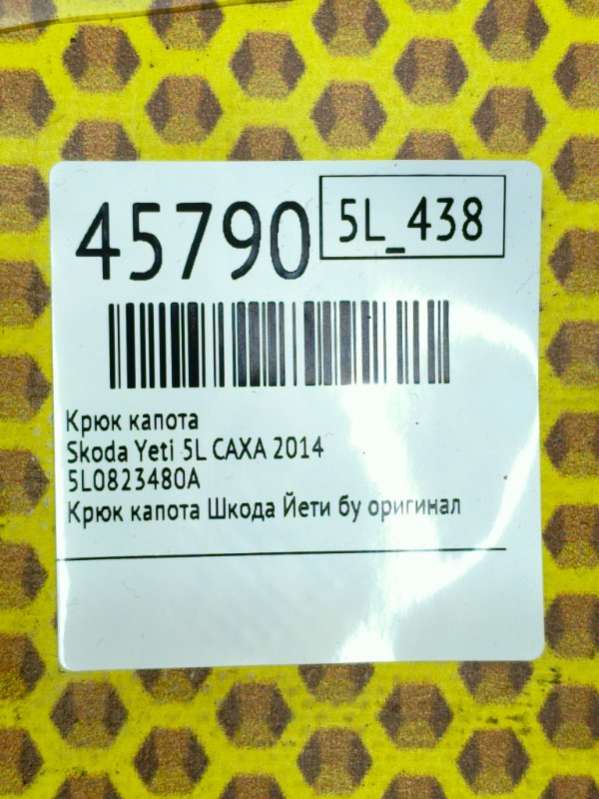 45790
5L_438
Крюк капота
Skoda Yeti 5L CAXA 2014
5L0823480A
Крюк капота Шкода Йети бу оригинал